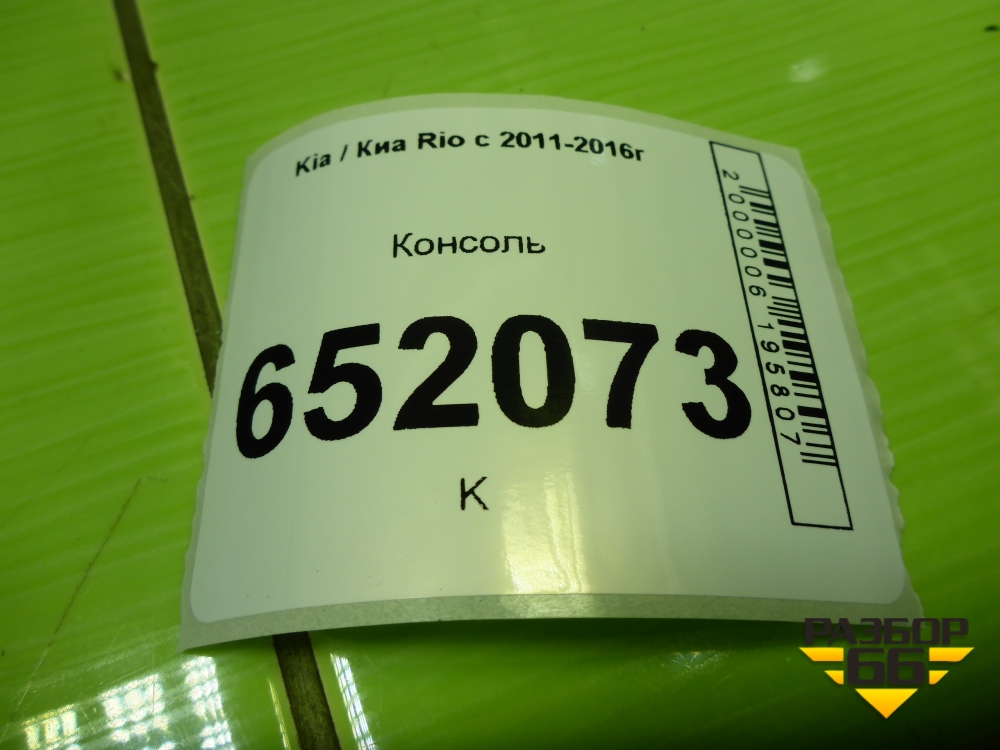 Kia / Киа Rio с 2011-2016г
Консоль
652073
К
2000006195807
РАЗБОР
66